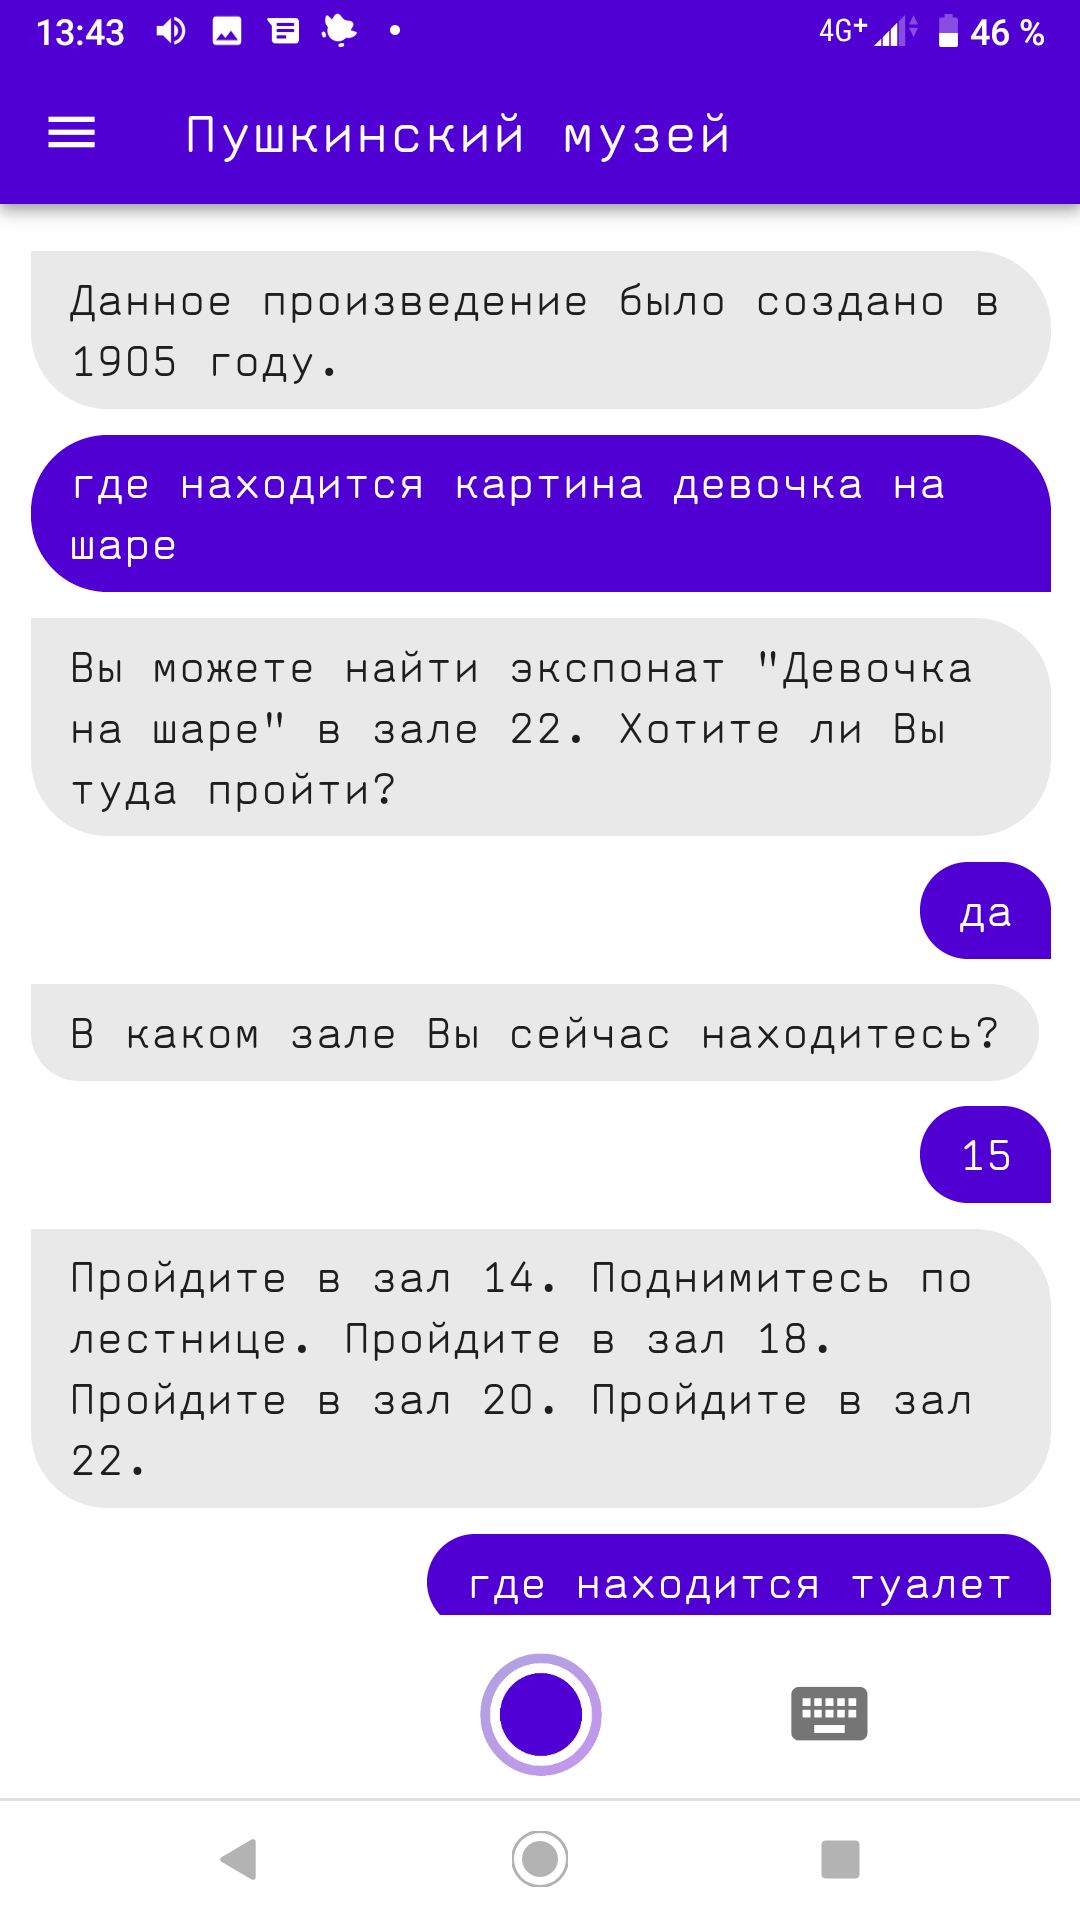 13:43 4G+ 46 %
Пушкинский музей
Данное произведение было создано в
1905 году.
где находится картина девочка на
шаре
Вы можете найти экспонат "Девочка
на шаре" в зале 22. Хотите ли Вы
туда пройти?
да
В каком зале Вы сейчас находитесь?
15
Пройдите в зал 14. Поднимитесь по
лестнице. Пройдите в зал 18.
Пройдите в зал 20. Пройдите в зал
22.
где находится туалет